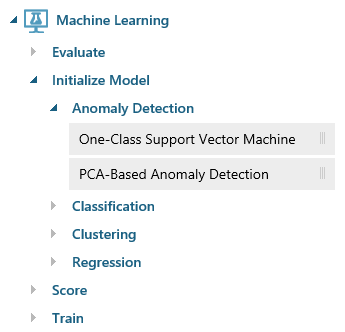 Machine Learning
Evaluate
Initialize Model
Anomaly Detection
One-Class Support Vector Machine
PCA-Based Anomaly Detection
Classification
Clustering
Regression
Score
Train